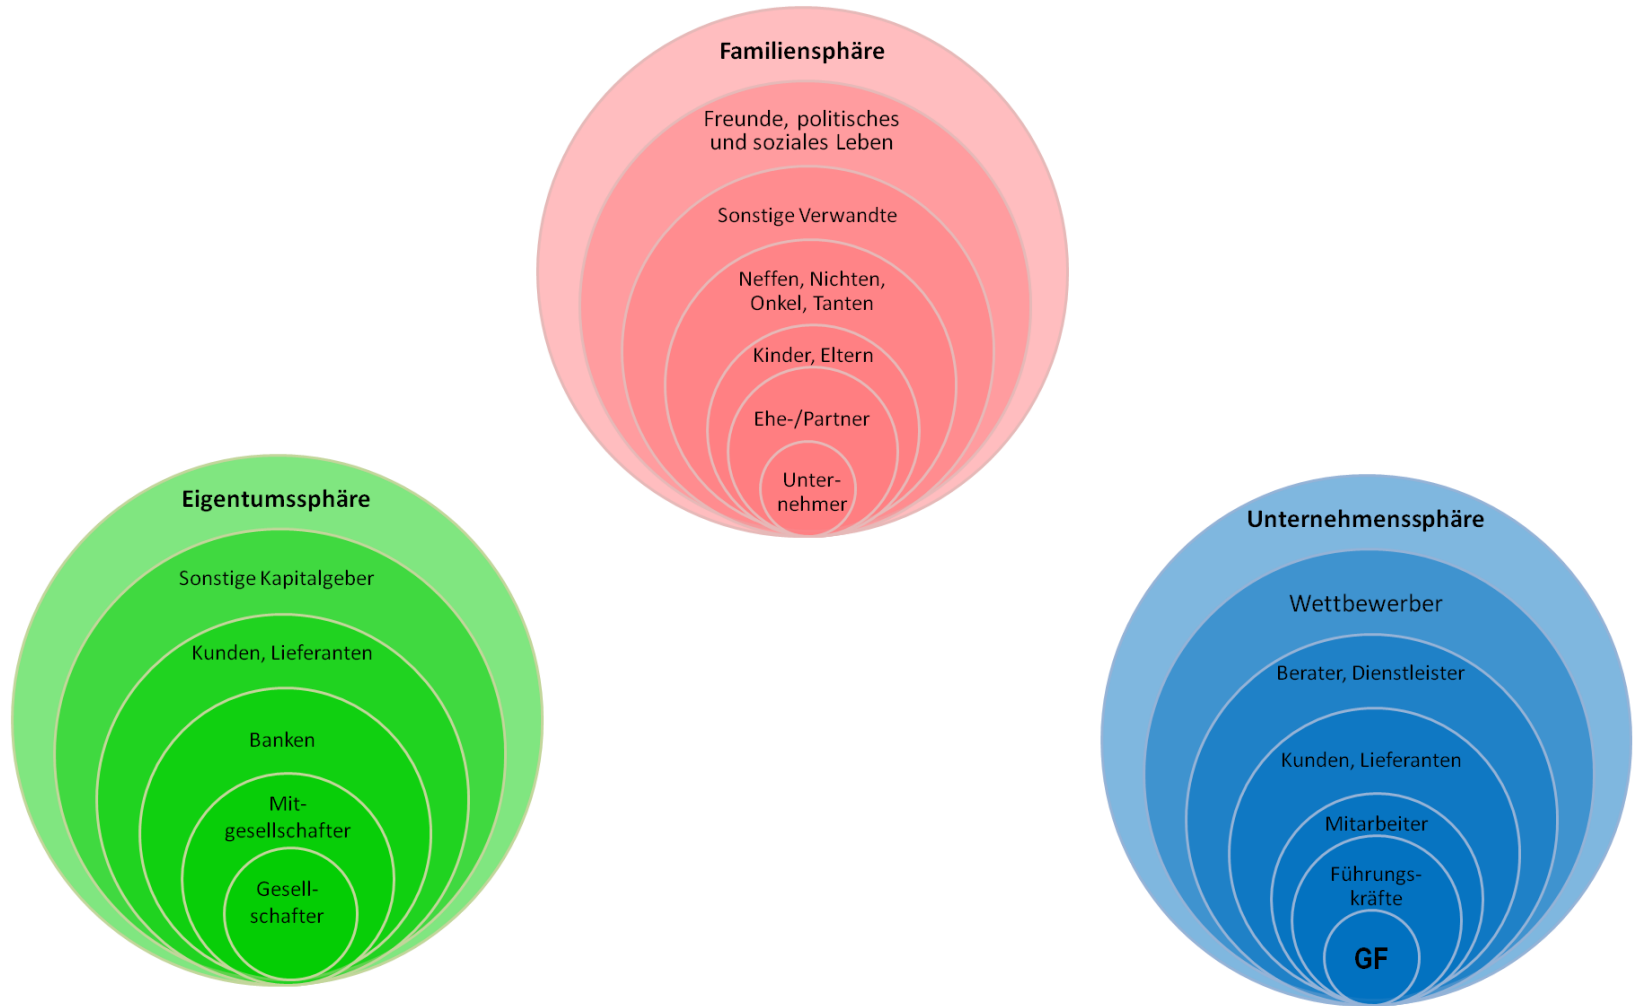 Familiensphäre
Freunde, politisches
und soziales Leben
Sonstige Verwandte
Neffen, Nichten,
Onkel, Tanten
Kinder, Eltern
Ehe-/Partner
Unter-
nehmer
Eigentumssphäre
Sonstige Kapitalgeber
Kunden, Lieferanten
Banken
Mit-
gesellschafter
Gesell-
schafter
Unternehmenssphäre
Wettbewerber
Berater, Dienstleister
Kunden, Lieferanten
Mitarbeiter
Führungs-
kräfte
GF